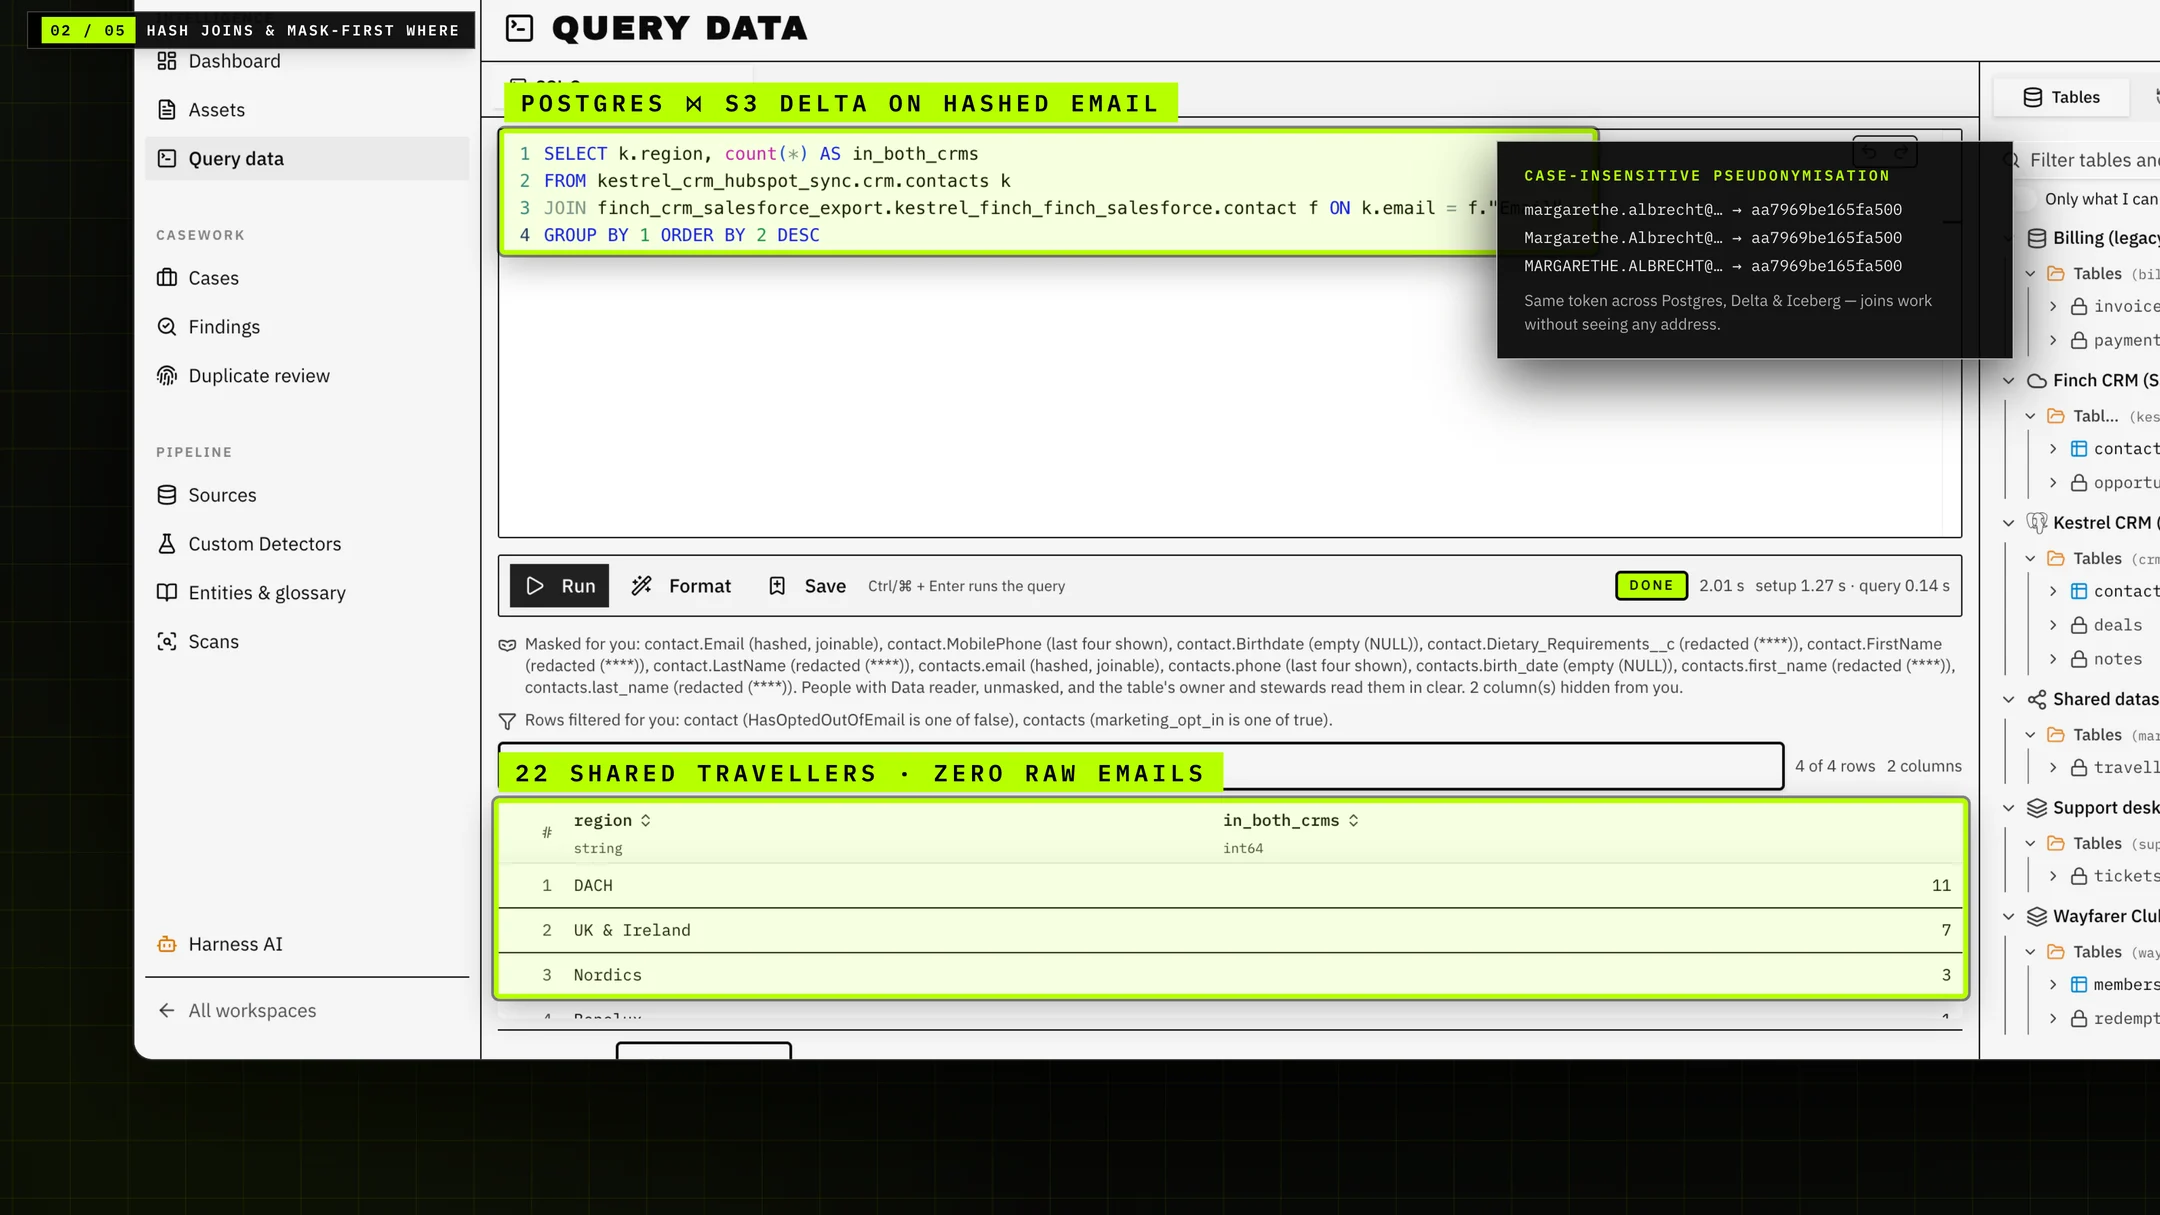 02 / 05 HASH JOINS & MASK-FIRST WHERE
Dashboard
Assets
Query data
CASEWORK
Cases
Findings
Duplicate review
PIPELINE
Sources
Custom Detectors
Entities & glossary
Scans
Harness AI
All workspaces
QUERY DATA
POSTGRES ⋈ S3 DELTA ON HASHED EMAIL
1 SELECT k.region, count(*) AS in_both_crms
2 FROM kestrel_crm_hubspot_sync.crm.contacts k
3 JOIN finch_crm_salesforce_export.kestrel_finch_finch_salesforce.contact f ON k.email = f."Email"
4 GROUP BY 1 ORDER BY 2 DESC
CASE-INSENSITIVE PSEUDONYMISATION
margarethe.albrecht@… → aa7969be165fa500
Margarethe.Albrecht@… → aa7969be165fa500
MARGARETHE.ALBRECHT@… → aa7969be165fa500
Same token across Postgres, Delta & Iceberg — joins work
without seeing any address.
Run Format Save Ctrl/⌘ + Enter runs the query DONE 2.01 s setup 1.27 s · query 0.14 s
Masked for you: contact.Email (hashed, joinable), contact.MobilePhone (last four shown), contact.Birthdate (empty (NULL)), contact.Dietary_Requirements__c (redacted (****)), contact.FirstName
(redacted (****)), contact.LastName (redacted (****)), contacts.email (hashed, joinable), contacts.phone (last four shown), contacts.birth_date (empty (NULL)), contacts.first_name (redacted (****)),
contacts.last_name (redacted (****)). People with Data reader, unmasked, and the table's owner and stewards read them in clear. 2 column(s) hidden from you.
Rows filtered for you: contact (HasOptedOutOfEmail is one of false), contacts (marketing_opt_in is one of true).
22 SHARED TRAVELLERS · ZERO RAW EMAILS
4 of 4 rows 2 columns
# region in_both_crms
string int64
1 DACH 11
2 UK & Ireland 7
3 Nordics 3
4 Benelux 1
Tables
Filter tables and
Only what I can
Billing (legacy
Tables (bil
invoice
payment
Finch CRM (S
Tabl... (kes
contact
opportu
Kestrel CRM (
Tables (crm
contact
deals
notes
Shared datas
Tables (mar
travell
Support desk
Tables (sup
tickets
Wayfarer Clu
Tables (way
members
redempt